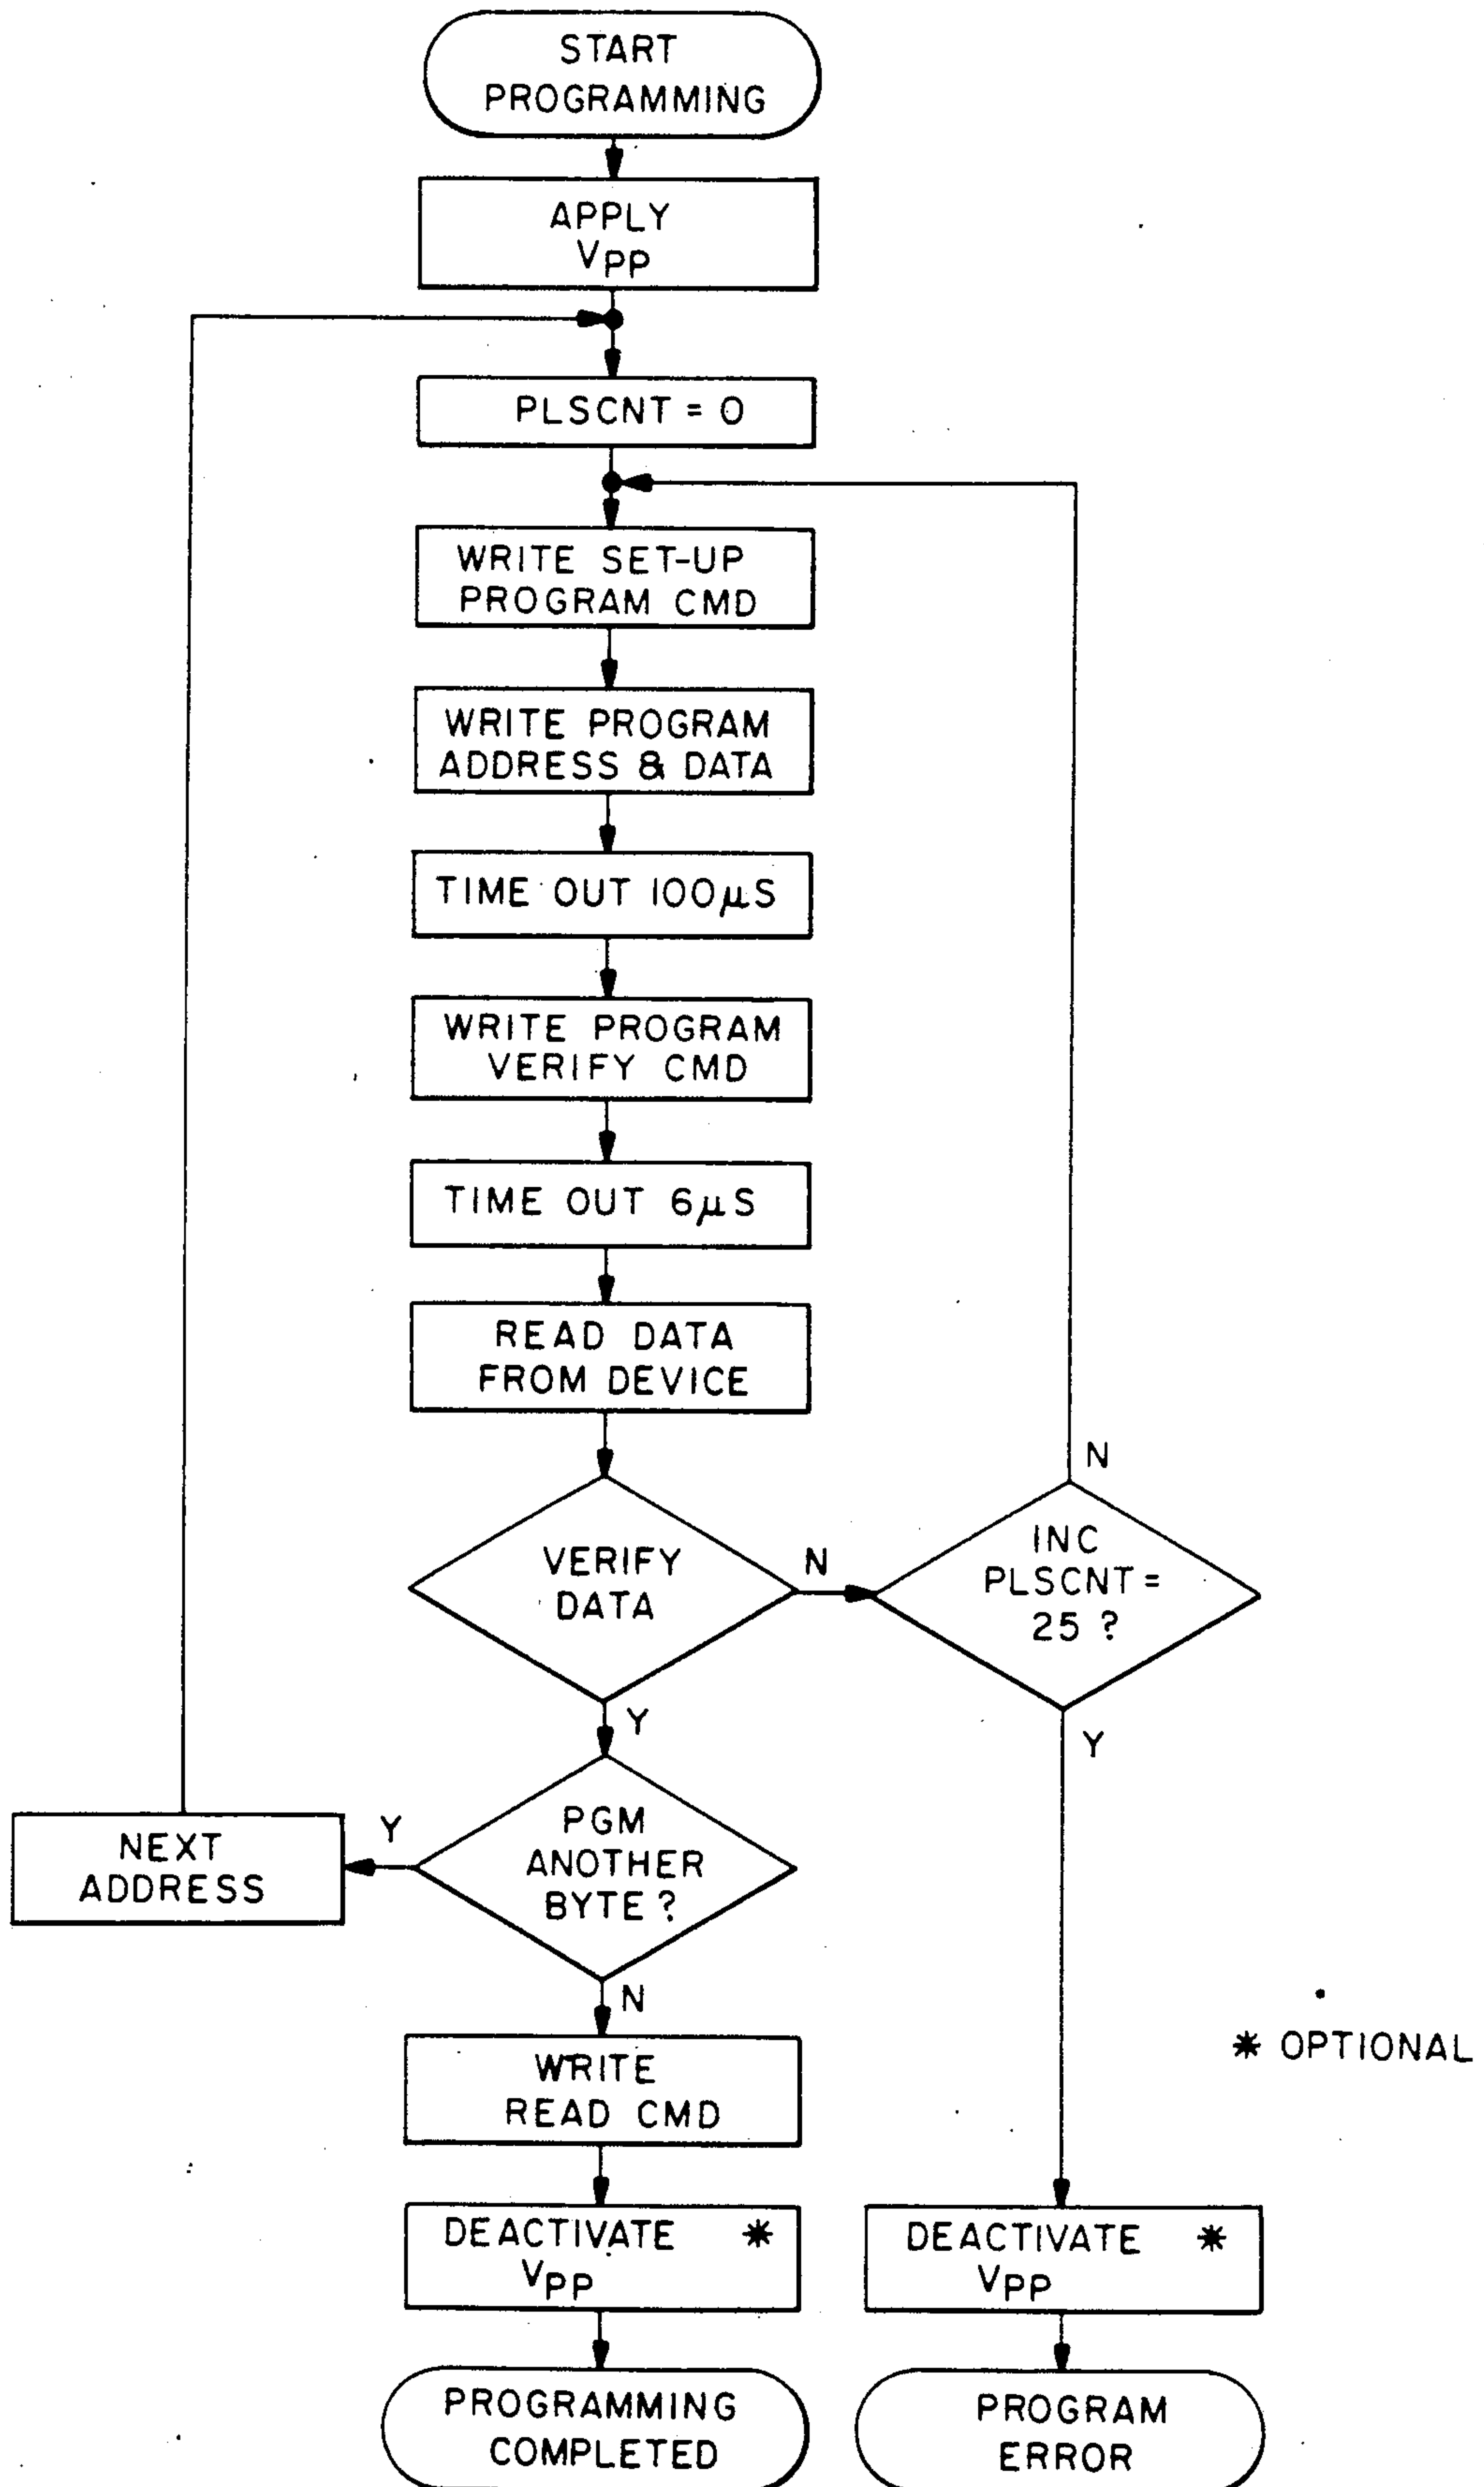 START
PROGRAMMING
APPLY
VPP
PLSCNT = 0
WRITE SET-UP
PROGRAM CMD
WRITE PROGRAM
ADDRESS & DATA
TIME OUT 100μS
WRITE PROGRAM
VERIFY CMD
TIME OUT 6μS
READ DATA
FROM DEVICE
VERIFY
DATA
N
Y
INC
PLSCNT =
25 ?
N
Y
PGM
ANOTHER
BYTE ?
Y
N
NEXT
ADDRESS
WRITE
READ CMD
* OPTIONAL
DEACTIVATE *
VPP
DEACTIVATE *
VPP
PROGRAMMING
COMPLETED
PROGRAM
ERROR